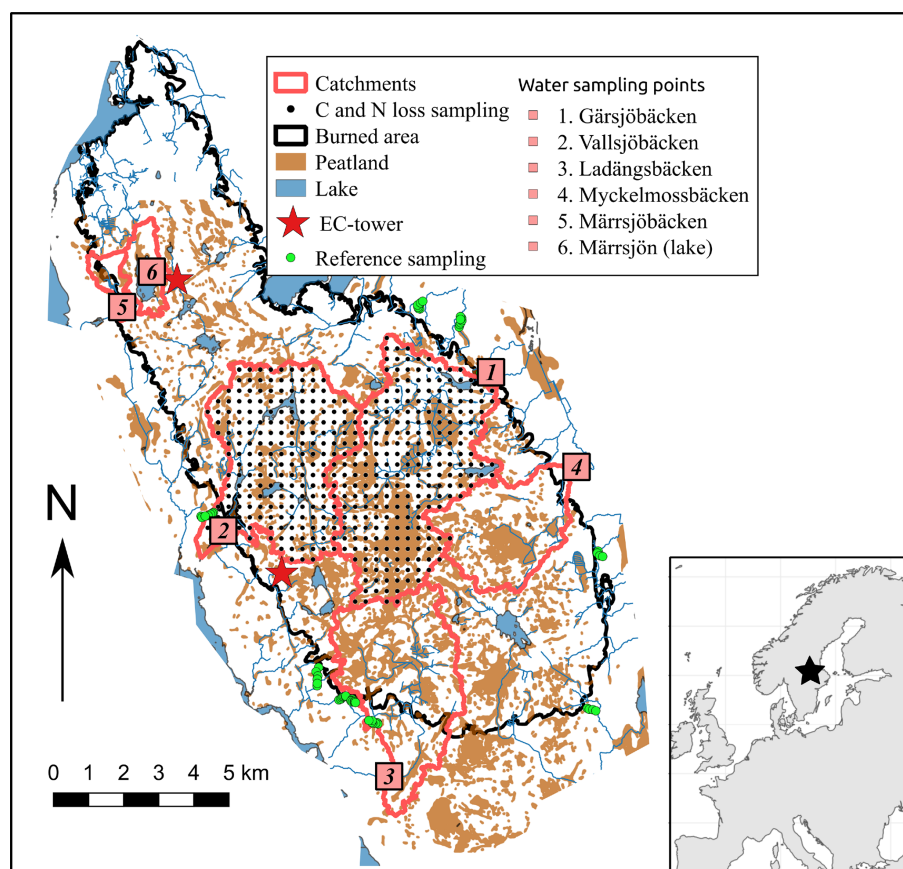 Catchments
C and N loss sampling
Burned area
Peatland
Lake
EC-tower
Reference sampling
Water sampling points
1. Gärsjöbäcken
2. Vallsjöbäcken
3. Ladängsbäcken
4. Myckelmossbäcken
5. Märrsjöbäcken
6. Märrsjön (lake)
6
5
1
4
2
3
N
0 1 2 3 4 5 km